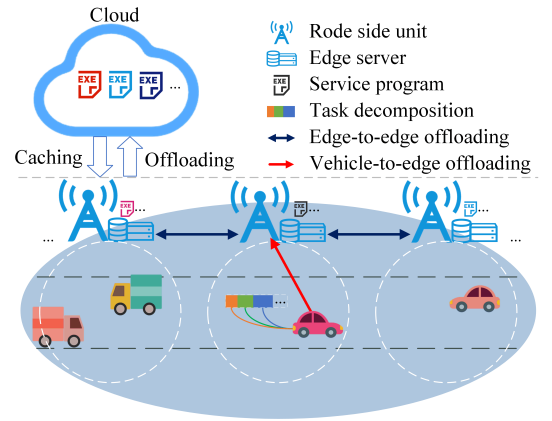 Cloud
EXE EXE EXE ...
Caching
Offloading
Rode side unit
Edge server
EXE
Service program
Task decomposition
Edge-to-edge offloading
Vehicle-to-edge offloading
EXE ...
EXE ...
EXE ...
...
...
...